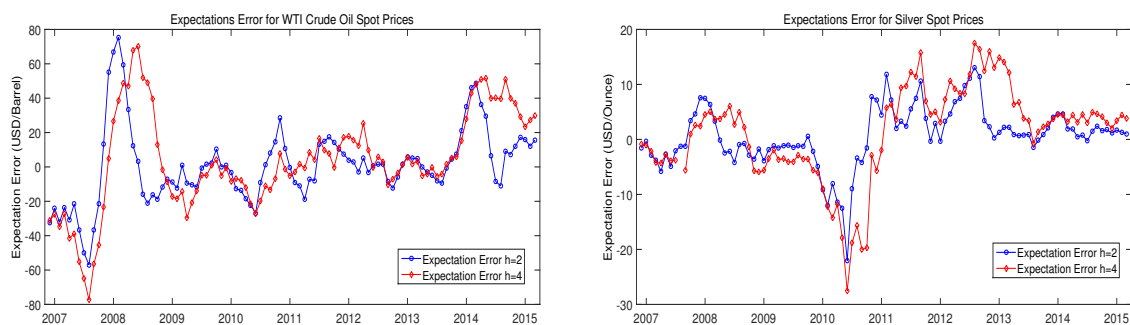 Expectations Error for WTI Crude Oil Spot Prices
80
60
40
20
0
-20
-40
-60
-80
Expectation Error (USD/Barrel)
2007 2008 2009 2010 2011 2012 2013 2014 2015
Expectation Error h=2
Expectation Error h=4
Expectations Error for Silver Spot Prices
20
10
0
-10
-20
-30
Expectation Error (USD/Ounce)
2007 2008 2009 2010 2011 2012 2013 2014 2015
Expectation Error h=2
Expectation Error h=4